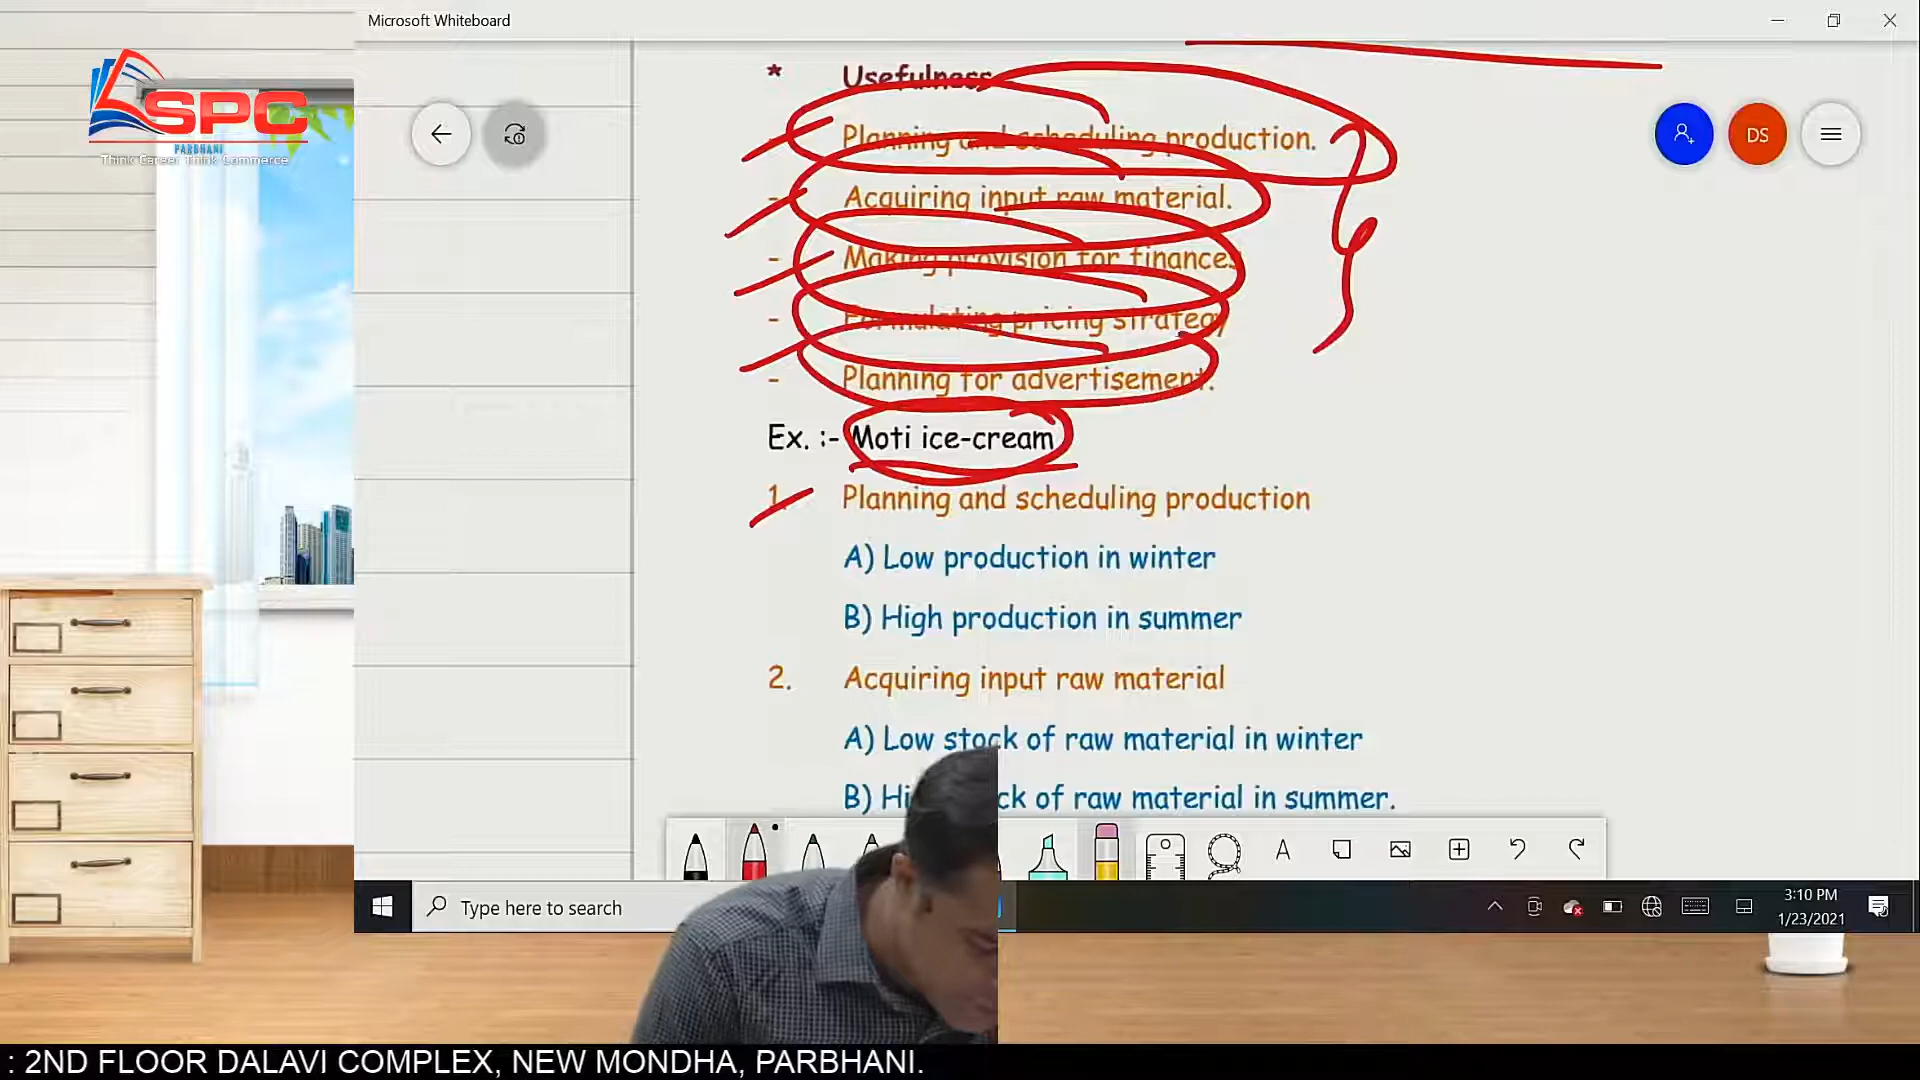 Microsoft Whiteboard
* Usefulness
SPC
PARBHANI
Think Career Think Commerce
- Planning and scheduling production.
DS
- Acquiring input raw material.
- Making provision for finances
- Formulating pricing strategy
- Planning for advertisement.
Ex. :- Moti ice-cream
1. Planning and scheduling production
A) Low production in winter
B) High production in summer
2. Acquiring input raw material
A) Low stock of raw material in winter
B) Hi ck of raw material in summer.
A
Type here to search
3:10 PM
1/23/2021
: 2ND FLOOR DALAVI COMPLEX, NEW MONDHA, PARBHANI.